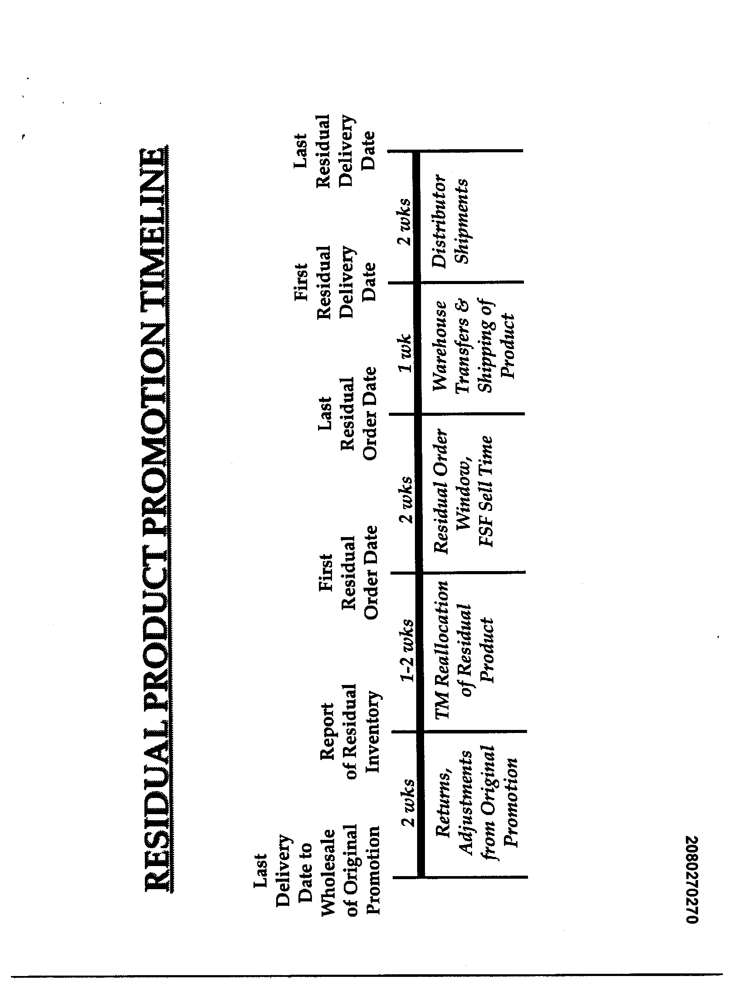 RESIDUAL PRODUCT PROMOTION TIMELINE
Last
Delivery
Date to
Wholesale
of Original
Promotion
Report
of Residual
Inventory
First
Residual
Order Date
Last
Residual
Order Date
First
Residual
Delivery
Date
Last
Residual
Delivery
Date
2 wks
1-2 wks
2 wks
1 wk
2 wks
Returns,
Adjustments
from Original
Promotion
TM Reallocation
of Residual
Product
Residual Order
Window,
FSF Sell Time
Warehouse
Transfers &
Shipping of
Product
Distributor
Shipments
2080270270